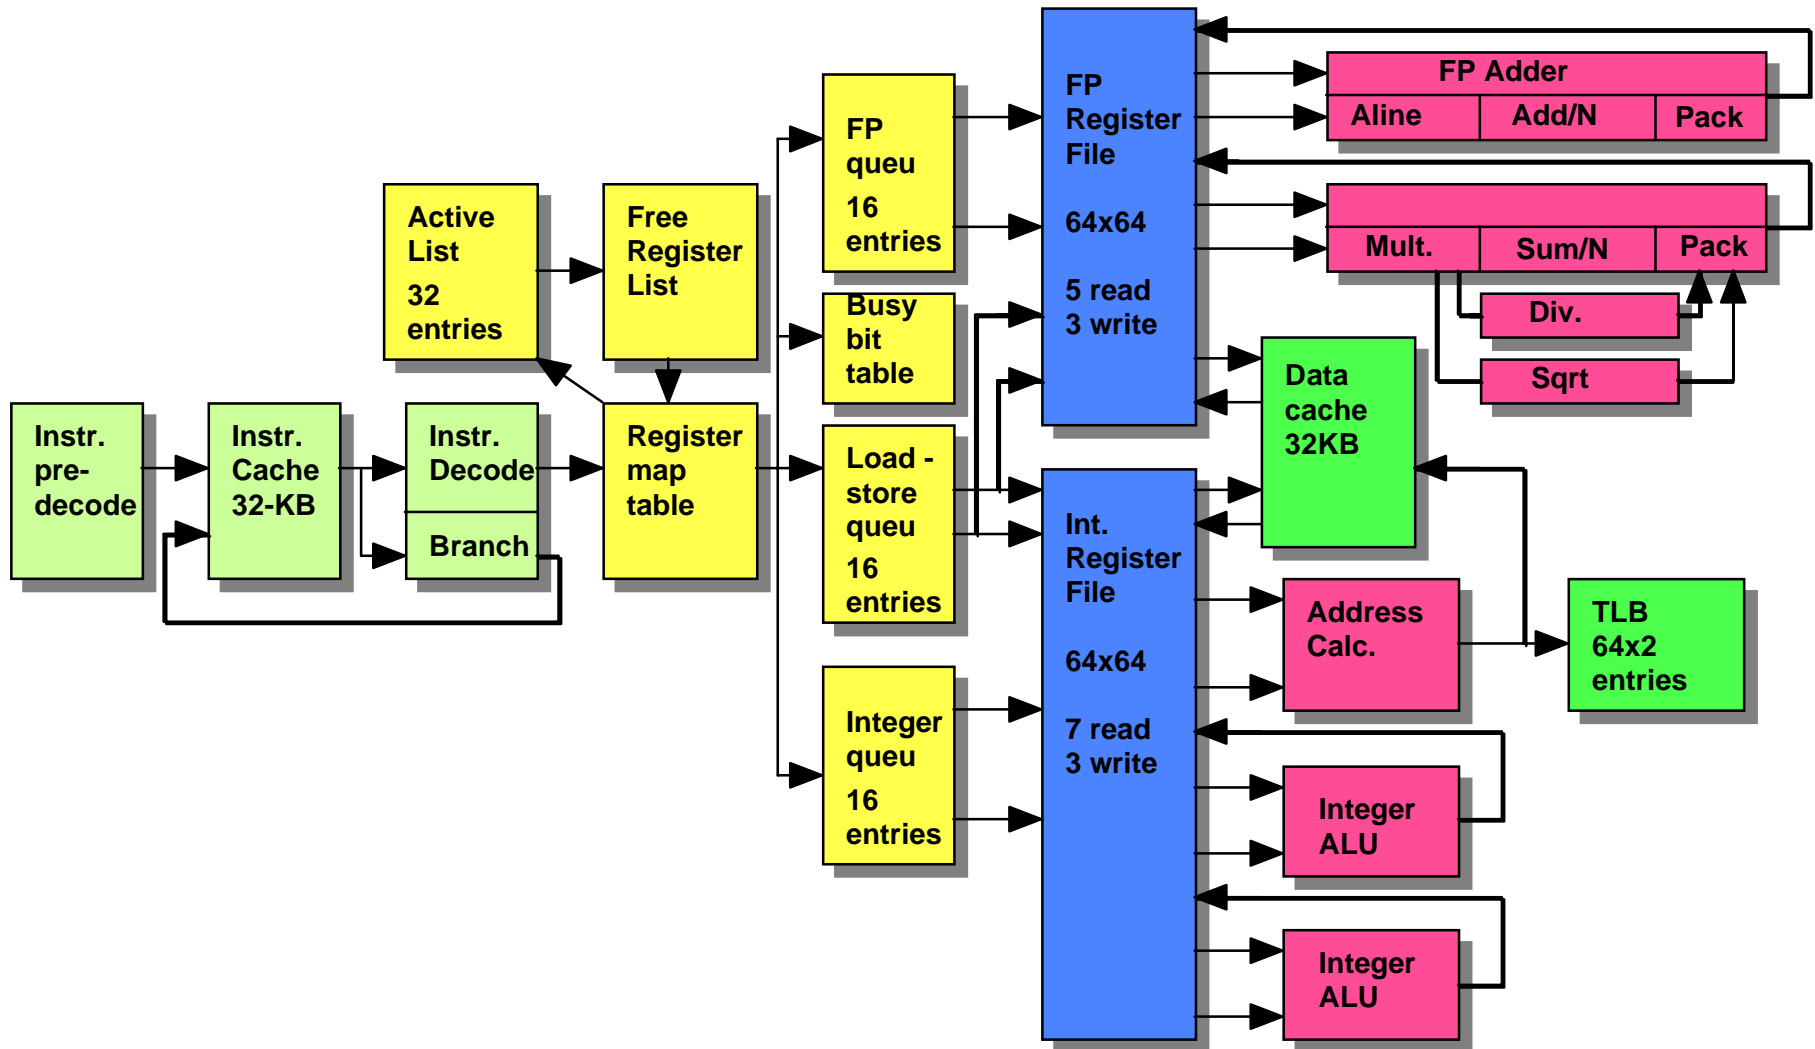 Instr.
pre-
decode
Instr.
Cache
32-KB
Instr.
Decode
Branch
Active
List
32
entries
Free
Register
List
Register
map
table
FP
queu
16
entries
Busy
bit
table
Load -
store
queu
16
entries
Integer
queu
16
entries
FP
Register
File
64x64
5 read
3 write
Int.
Register
File
64x64
7 read
3 write
FP Adder
Aline Add/N Pack
Mult. Sum/N Pack
Div.
Sqrt
Data
cache
32KB
Address
Calc.
TLB
64x2
entries
Integer
ALU
Integer
ALU